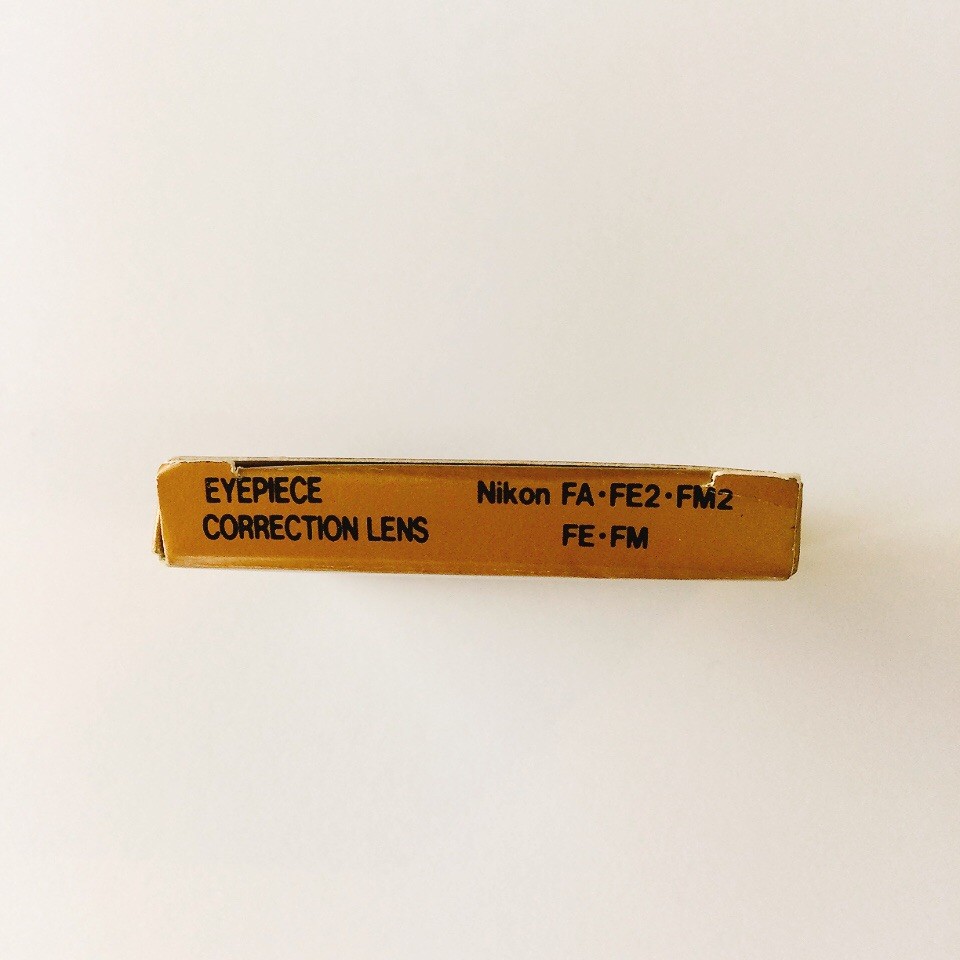 EYEPIECE
CORRECTION LENS
Nikon FA·FE2·FM2
FE·FM